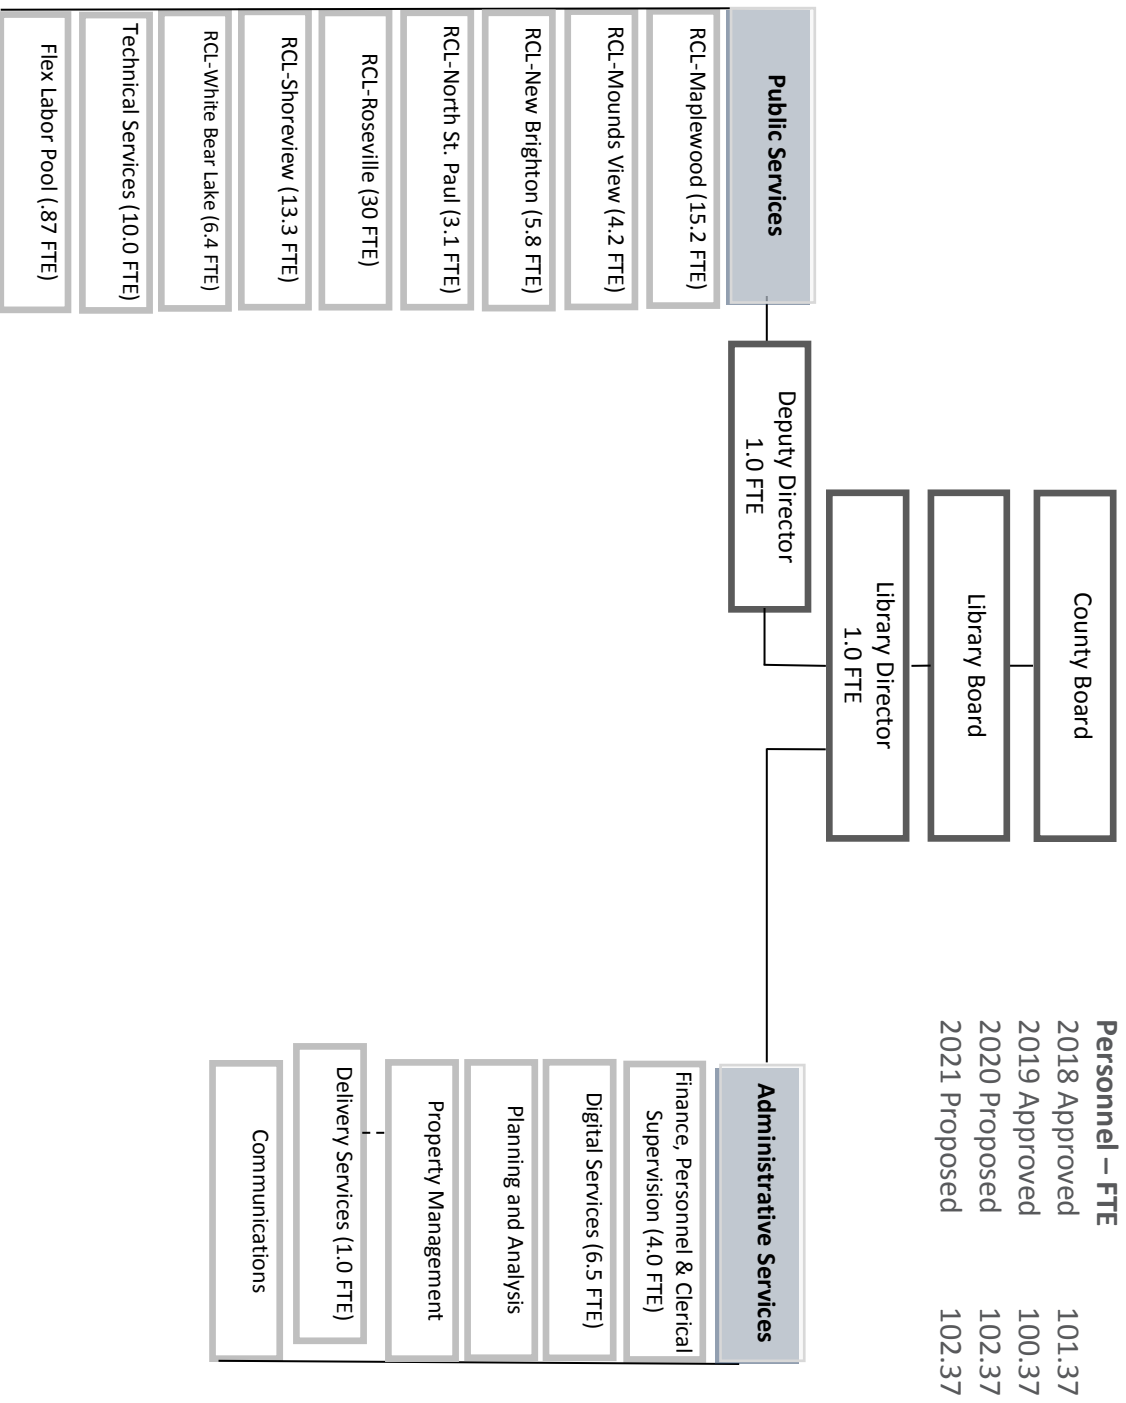 County Board
Library Board
Library Director
1.0 FTE
Deputy Director
1.0 FTE
Personnel – FTE
2018 Approved 101.37
2019 Approved 100.37
2020 Proposed 102.37
2021 Proposed 102.37
Public Services
RCL-Maplewood (15.2 FTE)
RCL-Mounds View (4.2 FTE)
RCL-New Brighton (5.8 FTE)
RCL-North St. Paul (3.1 FTE)
RCL-Roseville (30 FTE)
RCL-Shoreview (13.3 FTE)
RCL-White Bear Lake (6.4 FTE)
Technical Services (10.0 FTE)
Flex Labor Pool (.87 FTE)
Administrative Services
Finance, Personnel & Clerical
Supervision (4.0 FTE)
Digital Services (6.5 FTE)
Planning and Analysis
Property Management
Delivery Services (1.0 FTE)
Communications